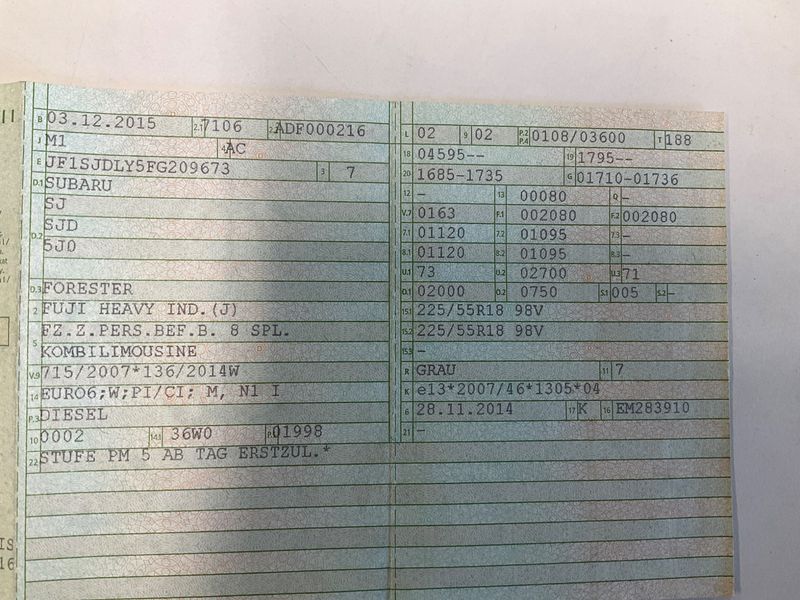 B 03.12.2015 2.1 7106 2.2 ADF000216
J M1 4 AC
E JF1SJDLY5FG209673 3 7
D.1 SUBARU
SJ
D.2 SJD
5J0
D.3 FORESTER
2 FUJI HEAVY IND.(J)
5 FZ.Z.PERS.BEF.B. 8 SPL.
KOMBILIMOUSINE
V.9 715/2007*136/2014W
14 EURO6;W;PI/CI; M, N1 I
P.3 DIESEL
10 0002 14.1 36W0 P.1 01998
22 STUFE PM 5 AB TAG ERSTZUL.*
L 02 9 02 P.2 P.4 0108/03600 T 188
18 04595-- 19 1795--
20 1685-1735 G 01710-01736
12 - 13 00080 Q -
V.7 0163 F.1 002080 F.2 002080
7.1 01120 7.2 01095 7.3 -
8.1 01120 8.2 01095 8.3 -
U.1 73 U.2 02700 U.3 71
O.1 02000 O.2 0750 S.1 005 S.2 -
15.1 225/55R18 98V
15.2 225/55R18 98V
15.3 -
R GRAU 11 7
K e13*2007/46*1305*04
6 28.11.2014 17 K 16 EM283910
21 -
IS
16